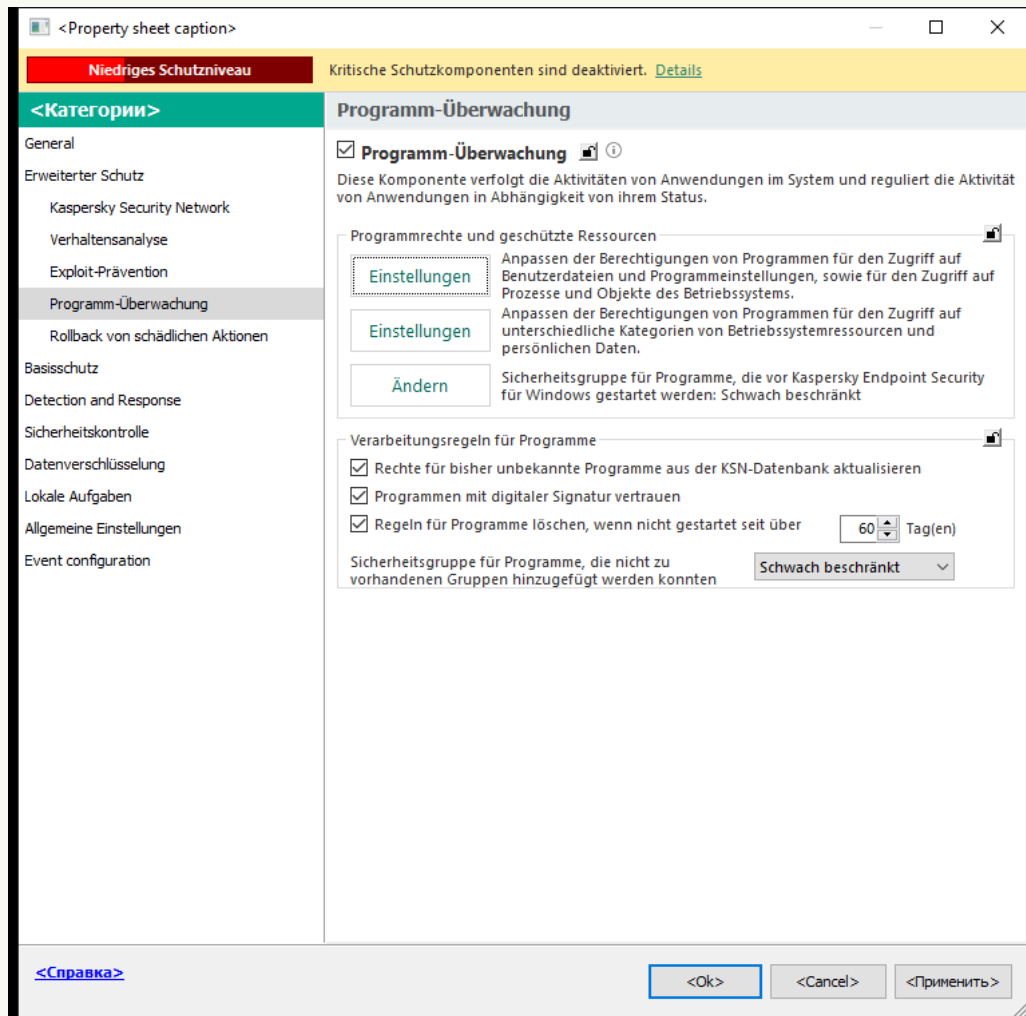 <Property sheet caption>
Niedriges Schutzniveau
Kritische Schutzkomponenten sind deaktiviert. Details
<Категории>
General
Erweiterter Schutz
Kaspersky Security Network
Verhaltensanalyse
Exploit-Prävention
Programm-Überwachung
Rollback von schädlichen Aktionen
Basisschutz
Detection and Response
Sicherheitskontrolle
Datenverschlüsselung
Lokale Aufgaben
Allgemeine Einstellungen
Event configuration
Programm-Überwachung
Programm-Überwachung
Diese Komponente verfolgt die Aktivitäten von Anwendungen im System und reguliert die Aktivität
von Anwendungen in Abhängigkeit von ihrem Status.
Programmrechte und geschützte Ressourcen
Einstellungen
Anpassen der Berechtigungen von Programmen für den Zugriff auf
Benutzerdateien und Programmeinstellungen, sowie für den Zugriff auf
Prozesse und Objekte des Betriebssystems.
Einstellungen
Anpassen der Berechtigungen von Programmen für den Zugriff auf
unterschiedliche Kategorien von Betriebssystemressourcen und
persönlichen Daten.
Ändern
Sicherheitsgruppe für Programme, die vor Kaspersky Endpoint Security
für Windows gestartet werden: Schwach beschränkt
Verarbeitungsregeln für Programme
Rechte für bisher unbekannte Programme aus der KSN-Datenbank aktualisieren
Programmen mit digitaler Signatur vertrauen
Regeln für Programme löschen, wenn nicht gestartet seit über 60 Tag(en)
Sicherheitsgruppe für Programme, die nicht zu
vorhandenen Gruppen hinzugefügt werden konnten
Schwach beschränkt
<Справка>
<Ok>
<Cancel>
<Применить>